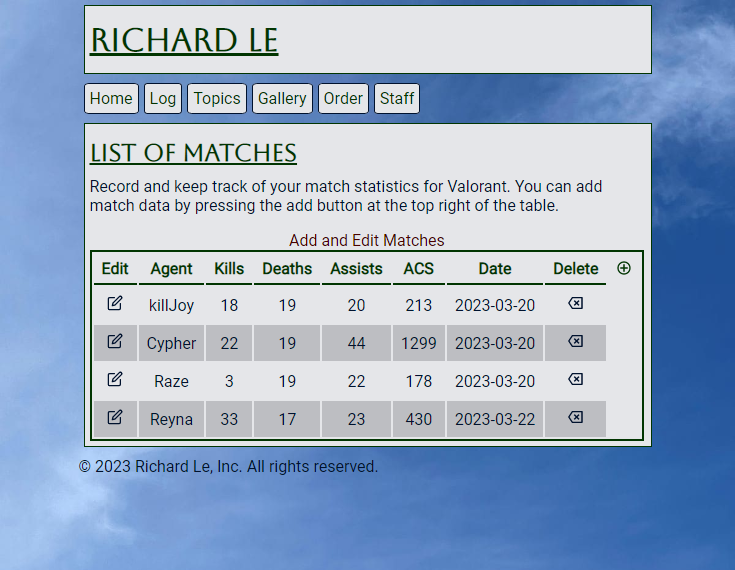 RICHARD LE
Home Log Topics Gallery Order Staff
LIST OF MATCHES
Record and keep track of your match statistics for Valorant. You can add
match data by pressing the add button at the top right of the table.
Add and Edit Matches
Edit Agent Kills Deaths Assists ACS Date Delete
killJoy 18 19 20 213 2023-03-20
Cypher 22 19 44 1299 2023-03-20
Raze 3 19 22 178 2023-03-20
Reyna 33 17 23 430 2023-03-22
© 2023 Richard Le, Inc. All rights reserved.